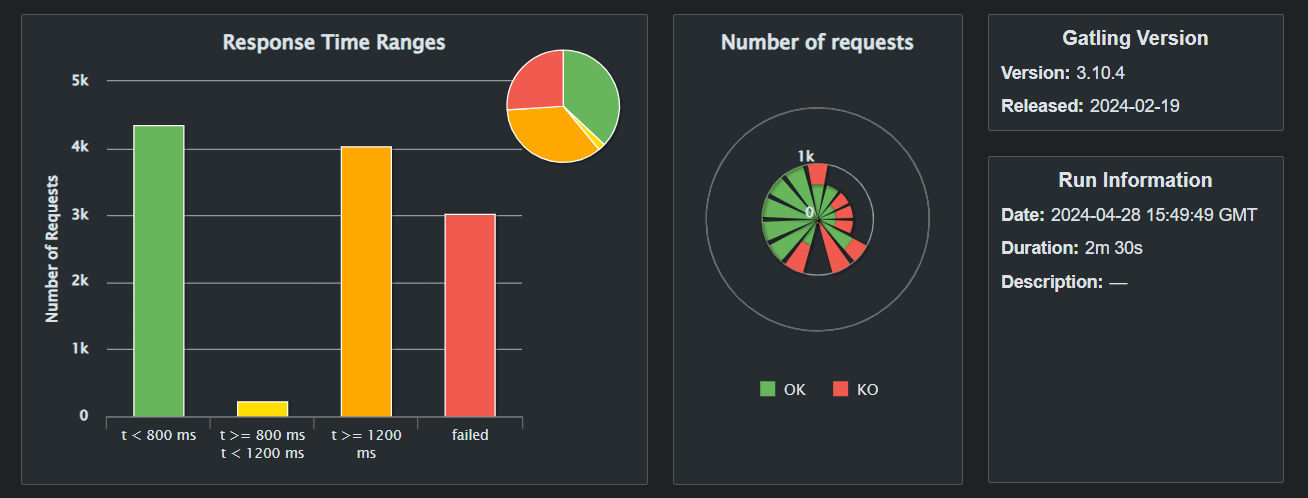 Response Time Ranges
Number of Requests
5k
4k
3k
2k
1k
0
t < 800 ms
t >= 800 ms
t < 1200 ms
t >= 1200
ms
failed
Number of requests
1k
0
OK
KO
Gatling Version
Version: 3.10.4
Released: 2024-02-19
Run Information
Date: 2024-04-28 15:49:49 GMT
Duration: 2m 30s
Description: —